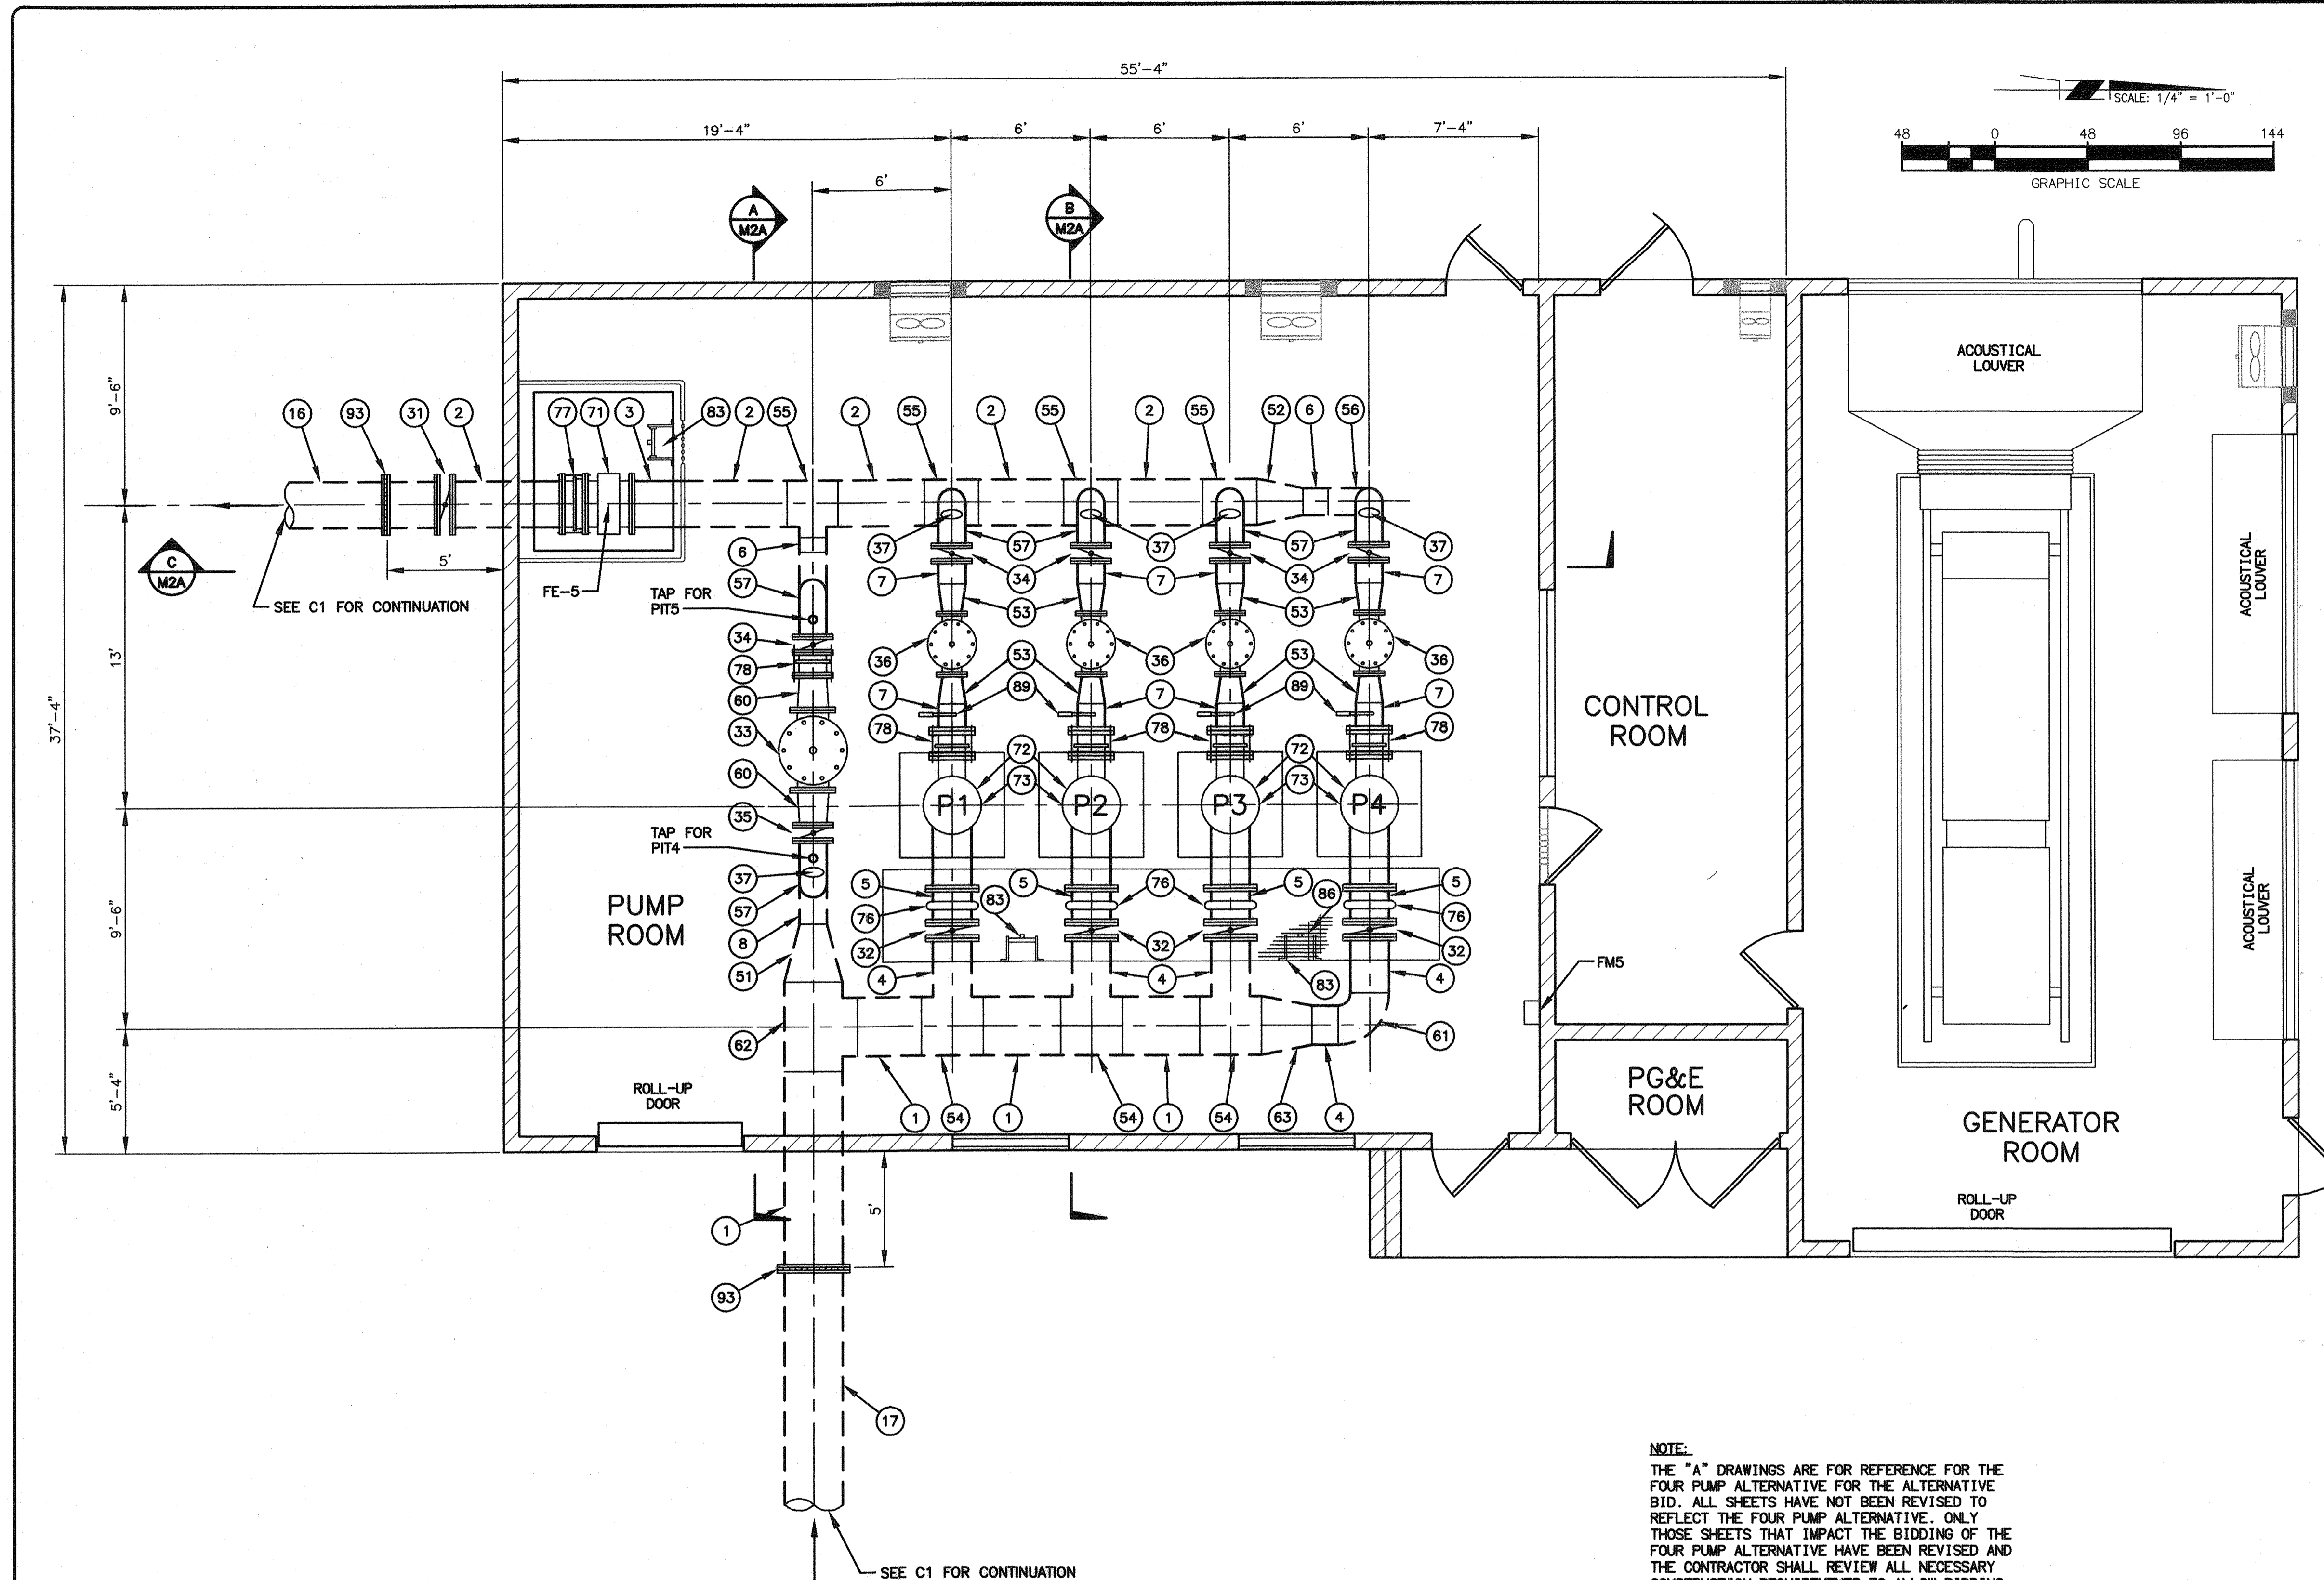 55'-4"
SCALE: 1/4" = 1'-0"
19'-4"
6'
6'
6'
7'-4"
48 0 48 96 144
GRAPHIC SCALE
6'
A
M2A
B
M2A
ACOUSTICAL
LOUVER
9'-6"
16 93 31 2 77 71 3 83 2 55 2 55 2 55 2 55 52 6 56
C
M2A
5'
SEE C1 FOR CONTINUATION
FE-5
6 37 57 37 57 37
57
TAP FOR
PIT5
7 34 7 34 7
53 53
34
78
36 36 36
53 53
60
7 89 7 89 7
33
78 78 78
13'
37'-4"
72 72
60
73 73
P1 P2 P3 P4
35
TAP FOR
PIT4
37
57
5 5 76 5 86 5
76 83 76
8
32 32 32
51
4 4 83 4
PUMP
ROOM
CONTROL
ROOM
ACOUSTICAL
LOUVER
ACOUSTICAL
LOUVER
9'-6"
FM5
62 61
5'-4"
ROLL-UP
DOOR
1 54 1 54 1 54 63 4
PG&E
ROOM
GENERATOR
ROOM
ROLL-UP
DOOR
5'
1
93
17
SEE C1 FOR CONTINUATION
NOTE:
THE "A" DRAWINGS ARE FOR REFERENCE FOR THE
FOUR PUMP ALTERNATIVE FOR THE ALTERNATIVE
BID. ALL SHEETS HAVE NOT BEEN REVISED TO
REFLECT THE FOUR PUMP ALTERNATIVE. ONLY
THOSE SHEETS THAT IMPACT THE BIDDING OF THE
FOUR PUMP ALTERNATIVE HAVE BEEN REVISED AND
THE CONTRACTOR SHALL REVIEW ALL NECESSARY